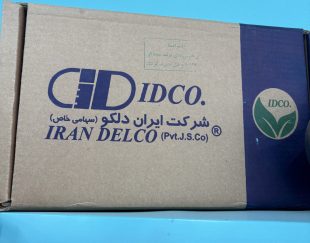 IDCO.
شرکت ایران دلکو (سهامی خاص)
IRAN DELCO (Pvt.J.S.Co) ®
IDCO.